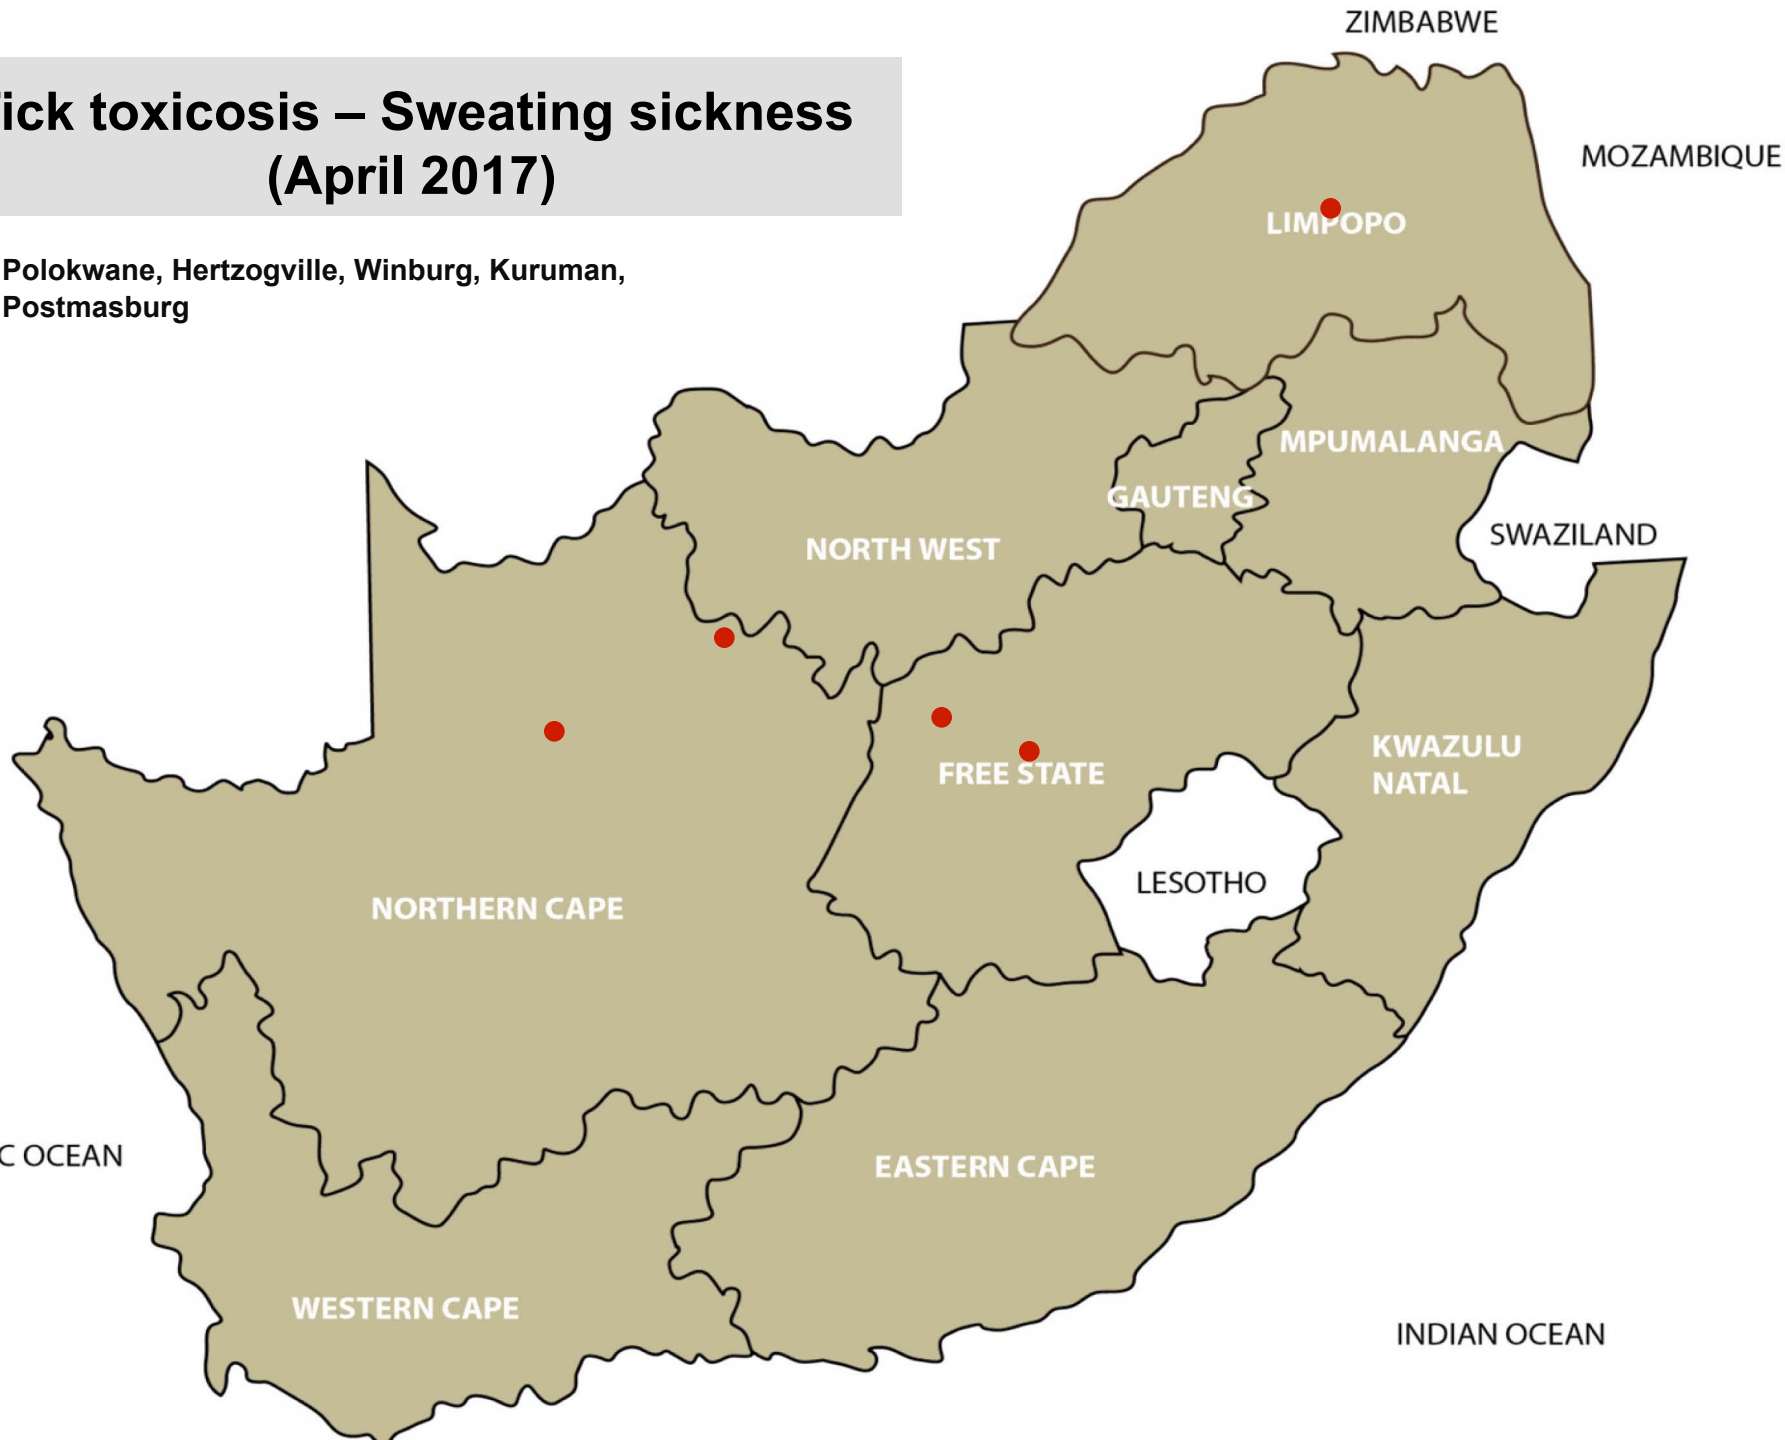 ZIMBABWE
ick toxicosis – Sweating sickness
(April 2017)
MOZAMBIQUE
LIMPOPO
Polokwane, Hertzogville, Winburg, Kuruman,
Postmasburg
MPUMALANGA
GAUTENG
SWAZILAND
NORTH WEST
KWAZULU
NATAL
FREE STATE
LESOTHO
NORTHERN CAPE
C OCEAN
EASTERN CAPE
WESTERN CAPE
INDIAN OCEAN